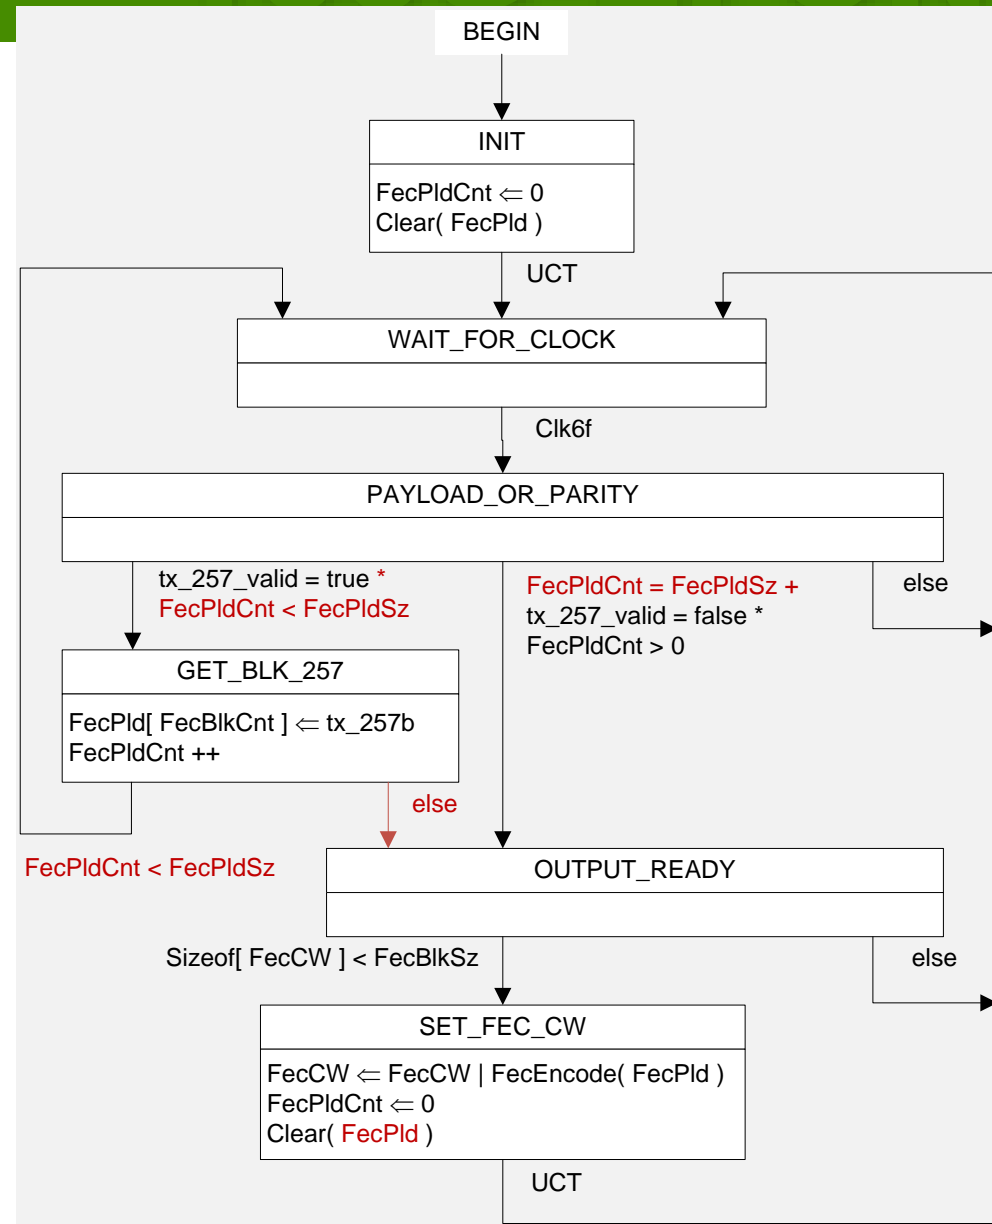 BEGIN
INIT
FecPldCnt ⇐ 0
Clear( FecPld )
UCT
WAIT_FOR_CLOCK
Clk6f
PAYLOAD_OR_PARITY
tx_257_valid = true *
FecPldCnt < FecPldSz
FecPldCnt = FecPldSz +
tx_257_valid = false *
FecPldCnt > 0
else
GET_BLK_257
FecPld[ FecBlkCnt ] ⇐ tx_257b
FecPldCnt ++
else
FecPldCnt < FecPldSz
OUTPUT_READY
Sizeof[ FecCW ] < FecBlkSz
else
SET_FEC_CW
FecCW ⇐ FecCW | FecEncode( FecPld )
FecPldCnt ⇐ 0
Clear( FecPld )
UCT